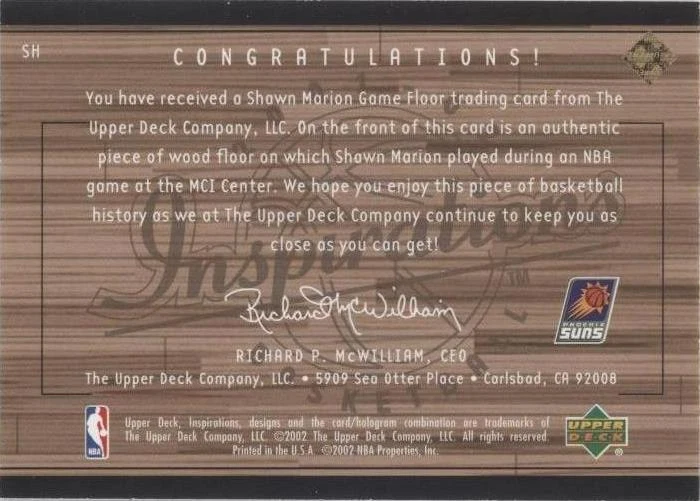 SH
CONGRATULATIONS!
You have received a Shawn Marion Game Floor trading card from The
Upper Deck Company, LLC. On the front of this card is an authentic
piece of wood floor on which Shawn Marion played during an NBA
game at the MCI Center. We hope you enjoy this piece of basketball
history as we at The Upper Deck Company continue to keep you as
close as you can get!
Inspirations
TM
Richard McWilliam
PHOENIX
SUNS
RICHARD P. McWILLIAM, CEO
The Upper Deck Company, LLC. • 5909 Sea Otter Place • Carlsbad, CA 92008
NBA
Upper Deck, Inspirations, designs and the card/hologram combination are trademarks of
The Upper Deck Company, LLC. ©2002 The Upper Deck Company, LLC. All rights reserved.
Printed in the U.S.A. ©2002 NBA Properties, Inc.
UPPER
DECK
®